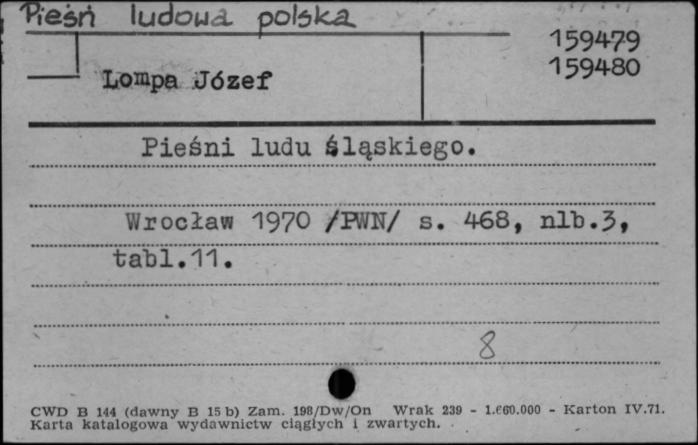 Pieśń ludowa polska
159479
159480
Lompa Józef
Pieśni ludu śląskiego.
Wrocław 1970 /PWN/ s. 468, nlb.3,
tabl.11.
8
CWD B 144 (dawny B 15 b) Zam. 198/Dw/On Wrak 239 - 1.660.000 - Karton IV.71.
Karta katalogowa wydawnictw ciągłych i zwartych.